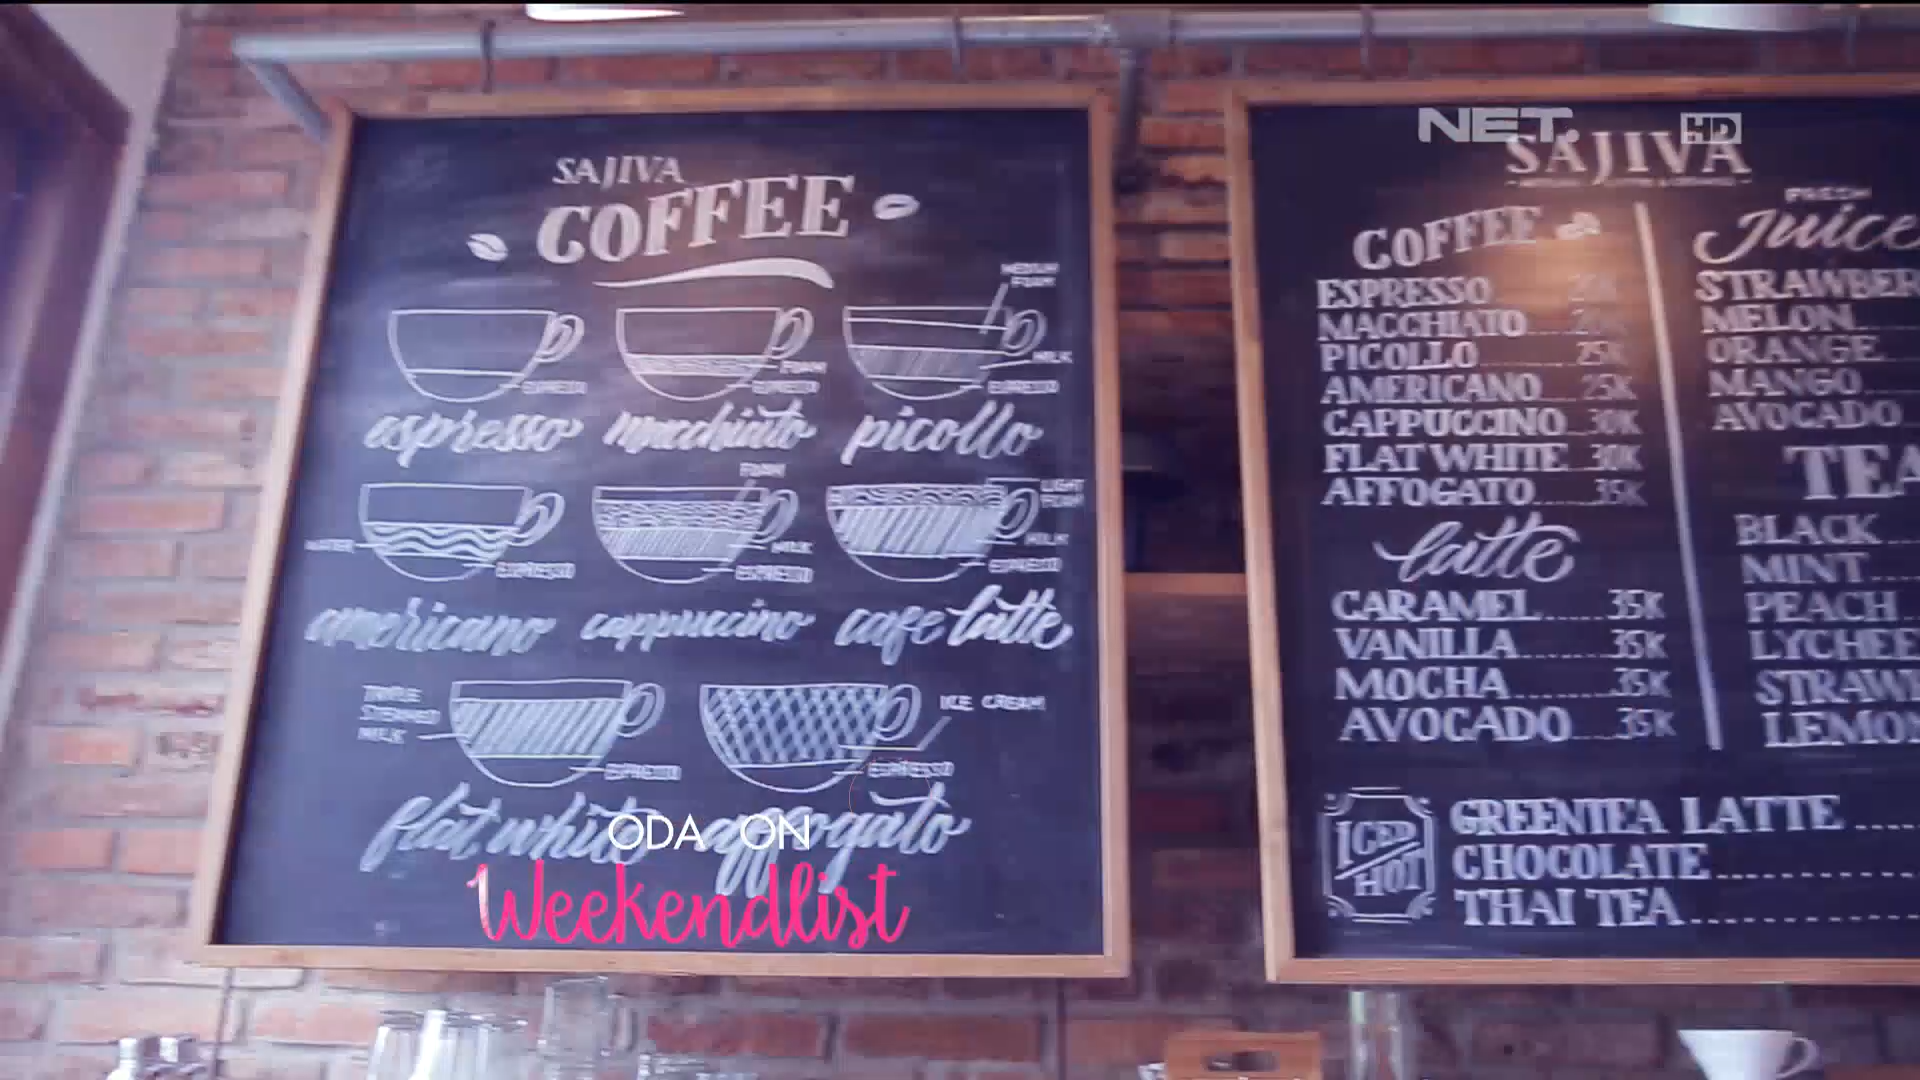 SAJIVA
COFFEE
MEDIUM
FOAM
MILK
ESPRESSO
FOAM
ESPRESSO
ESPRESSO
espresso
macchiato
picollo
FOAM
LIGHT
FOAM
WATER
ESPRESSO
MILK
ESPRESSO
MILK
ESPRESSO
americano
cappuccino
cafe latte
STEAMED
MILK
ESPRESSO
ICE CREAM
ESPRESSO
flat white
affogato
ODA ON
Weekendlist
NET.
HD
SAJIVA
COFFEE
ESPRESSO
MACCHIATO
PICOLLO 25K
AMERICANO 25K
CAPPUCCINO 30K
FLAT WHITE 30K
AFFOGATO 35K
latte
CARAMEL 35K
VANILLA 35K
MOCHA 35K
AVOCADO 35K
ICED
HOT
GREENTEA LATTE
CHOCOLATE
THAI TEA
FRESH
Juice
STRAWBER
MELON
ORANGE
MANGO
AVOCADO
TEA
BLACK
MINT
PEACH
LYCHEE
STRAW
LEMON